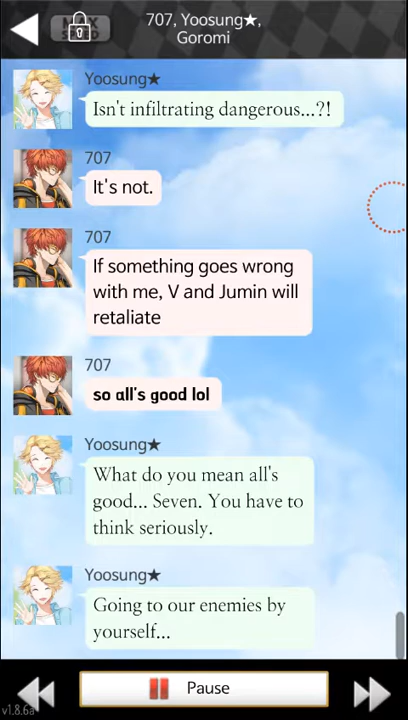 707, Yoosung★,
Goromi
MAX
SPEED
Yoosung★
Isn't infiltrating dangerous...?!
707
It's not.
707
If something goes wrong
with me, V and Jumin will
retaliate
707
so all's good lol
Yoosung★
What do you mean all's
good... Seven. You have to
think seriously.
Yoosung★
Going to our enemies by
yourself...
Pause
v1.8.6a